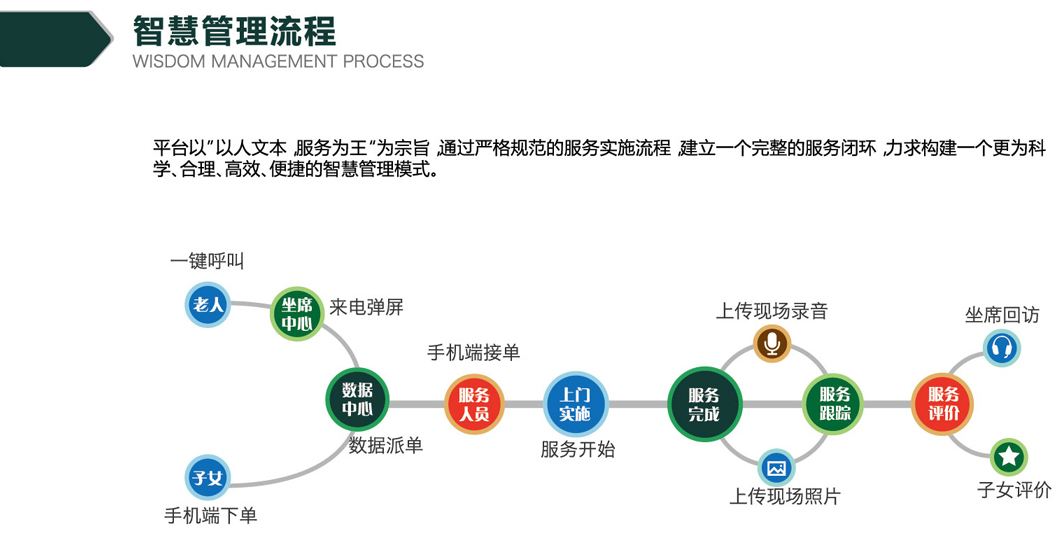 智慧管理流程
WISDOM MANAGEMENT PROCESS
平台以"以人文本,服务为王"为宗旨,通过严格规范的服务实施流程,建立一个完整的服务闭环,力求构建一个更为科
学、合理、高效、便捷的智慧管理模式。
一键呼叫
老人
坐席
中心
来电弹屏
数据
中心
数据派单
子女
手机端下单
手机端接单
服务
人员
上门
实施
服务开始
服务
完成
上传现场录音
上传现场照片
服务
跟踪
服务
评价
坐席回访
子女评价